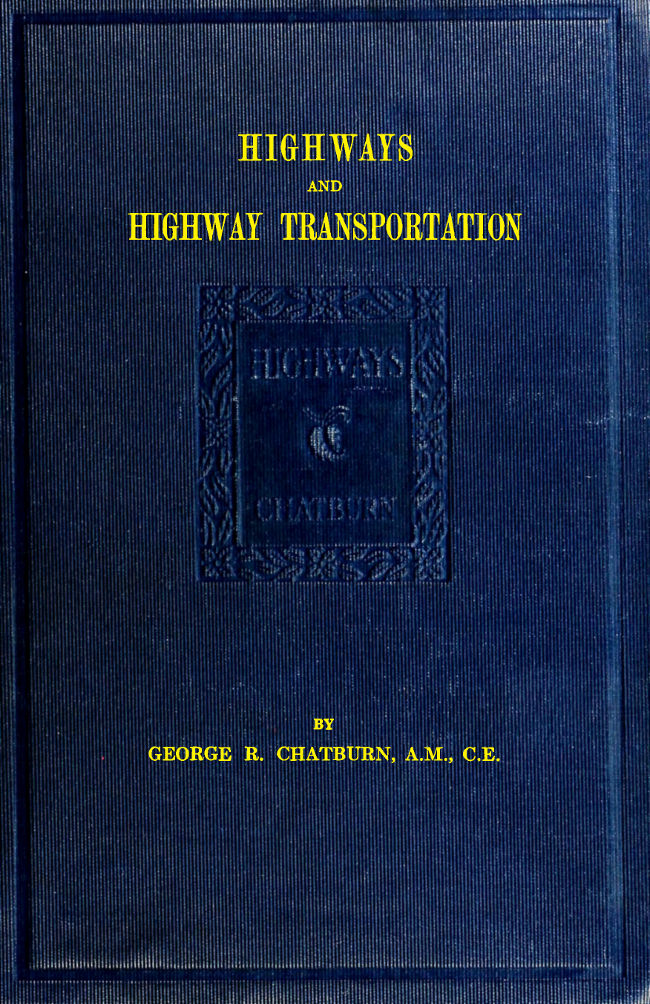 HIGHWAYS
AND
HIGHWAY TRANSPORTATION
HIGHWAYS
CHATBURN
BY
GEORGE R. CHATBURN, A.M., C.E.